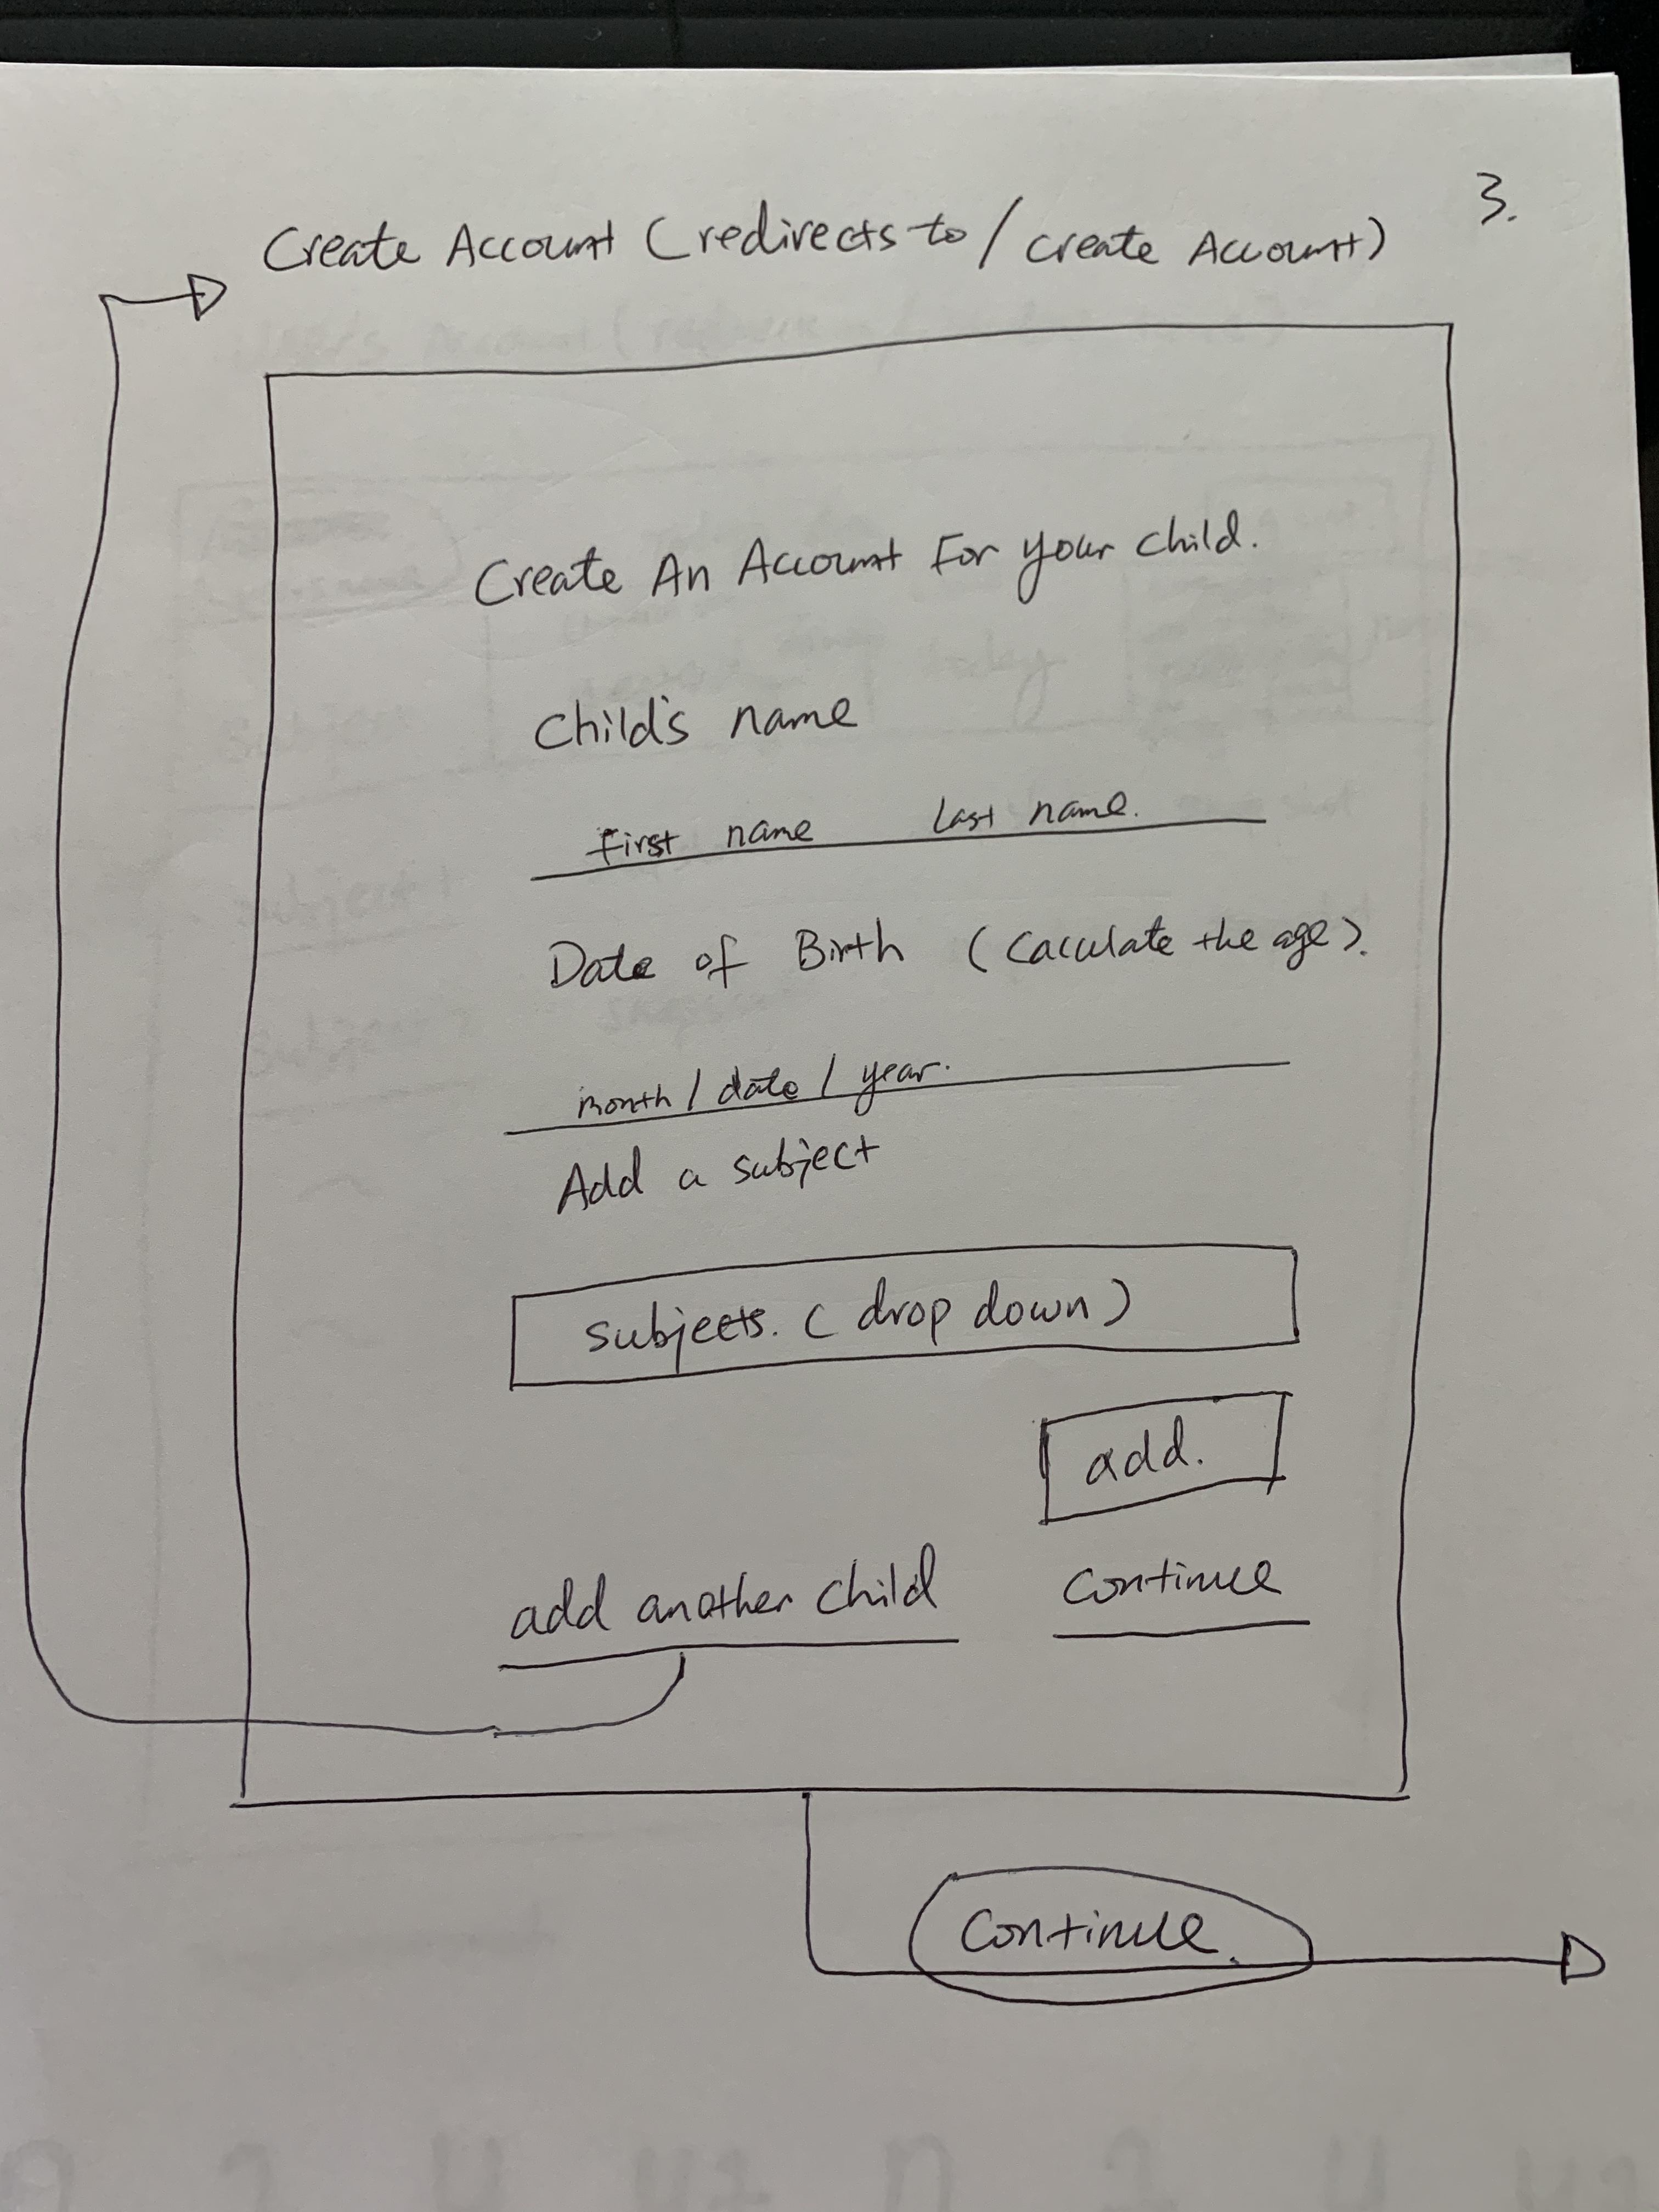 3.
Create Account (redirects to / create Account)
Create An Account For your child.
Child's name
First name Last name.
Date of Birth (Caculate the age).
month / date / year.
Add a subject
subjects. (drop down)
add.
add another child continue
Continue.